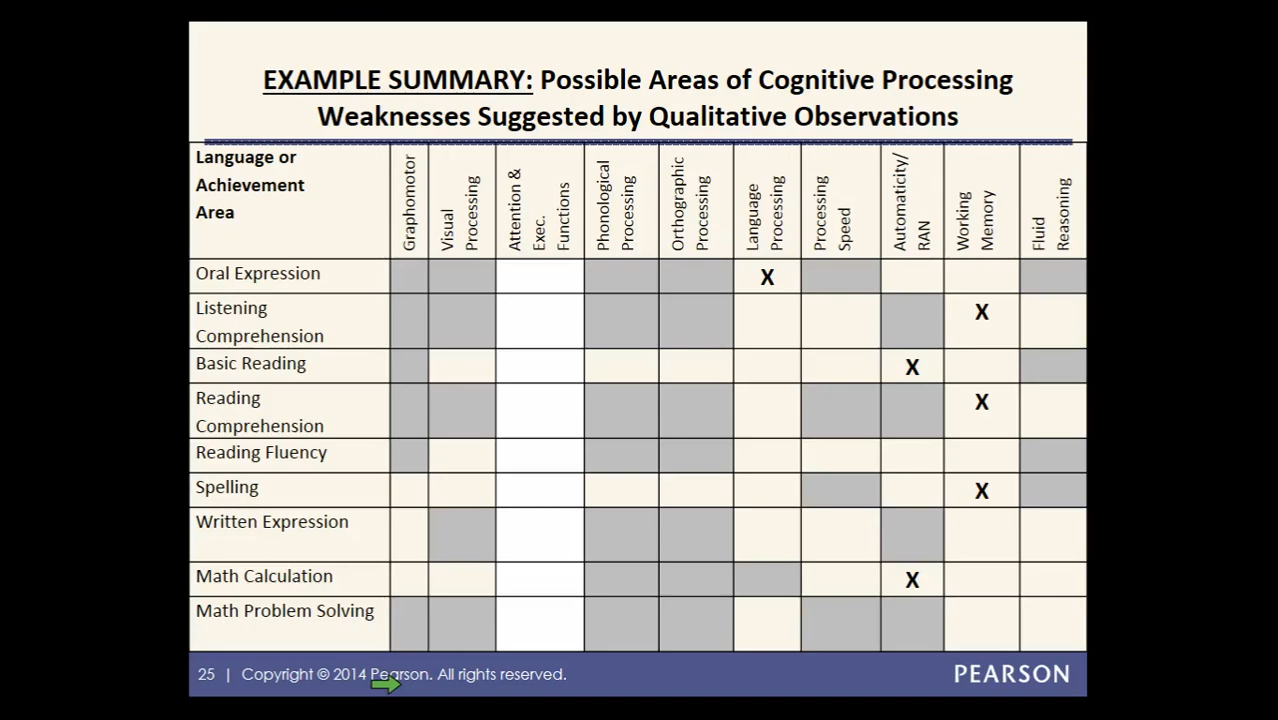 EXAMPLE SUMMARY: Possible Areas of Cognitive Processing
Weaknesses Suggested by Qualitative Observations
Language or
Achievement
Area
Graphomotor
Visual
Processing
Attention &
Exec.
Functions
Phonological
Processing
Orthographic
Processing
Language
Processing
Processing
Speed
Automaticity/
RAN
Working
Memory
Fluid
Reasoning
Oral Expression X
Listening
Comprehension X
Basic Reading X
Reading
Comprehension X
Reading Fluency
Spelling X
Written Expression
Math Calculation X
Math Problem Solving
25 | Copyright © 2014 Pearson. All rights reserved. PEARSON